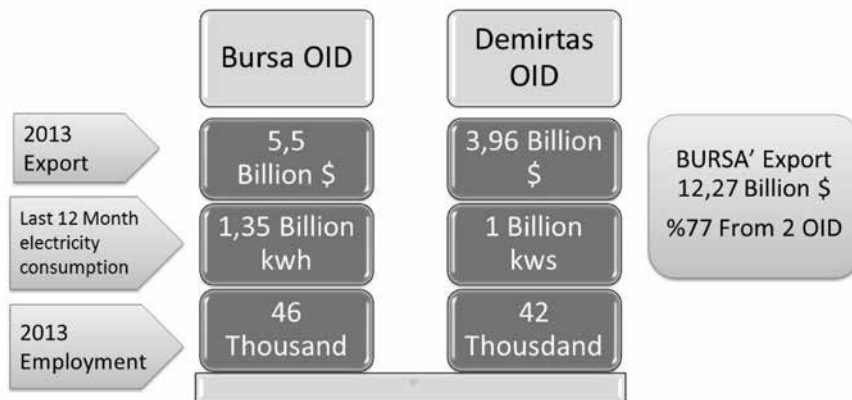 Bursa OID
Demirtas
OID
2013
Export
5,5
Billion $
3,96 Billion
$
Last 12 Month
electricity
consumption
1,35 Billion
kwh
1 Billion
kws
2013
Employment
46
Thousand
42
Thousdand
BURSA’ Export
12,27 Billion $
%77 From 2 OID